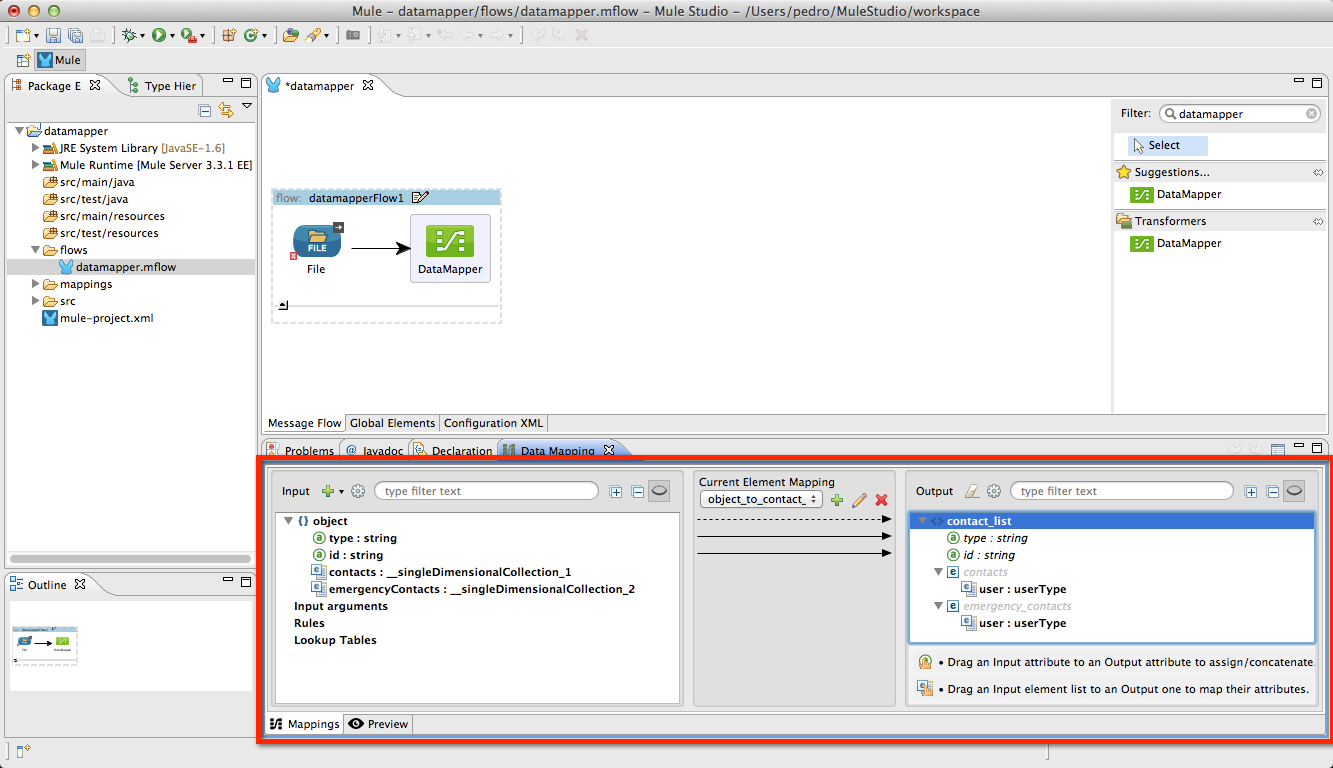 Mule - datamapper/flows/datamapper.mflow - Mule Studio - /Users/pedro/MuleStudio/workspace
Mule
Package E
Type Hier
datamapper
JRE System Library [JavaSE-1.6]
Mule Runtime [Mule Server 3.3.1 EE]
src/main/java
src/test/java
src/main/resources
src/test/resources
flows
datamapper.mflow
mappings
src
mule-project.xml
Outline
*datamapper
flow: datamapperFlow1
FILE
File
DataMapper
Message Flow
Global Elements
Configuration XML
Filter: datamapper
Select
Suggestions...
DataMapper
Transformers
DataMapper
Problems
@ Javadoc
Declaration
Data Mapping
Input
type filter text
{} object
type : string
id : string
contacts : __singleDimensionalCollection_1
emergencyContacts : __singleDimensionalCollection_2
Input arguments
Rules
Lookup Tables
Current Element Mapping
object_to_contact_
Output
type filter text
<> contact_list
type : string
id : string
contacts
user : userType
emergency_contacts
user : userType
• Drag an Input attribute to an Output attribute to assign/concatenate.
• Drag an Input element list to an Output one to map their attributes.
Mappings
Preview